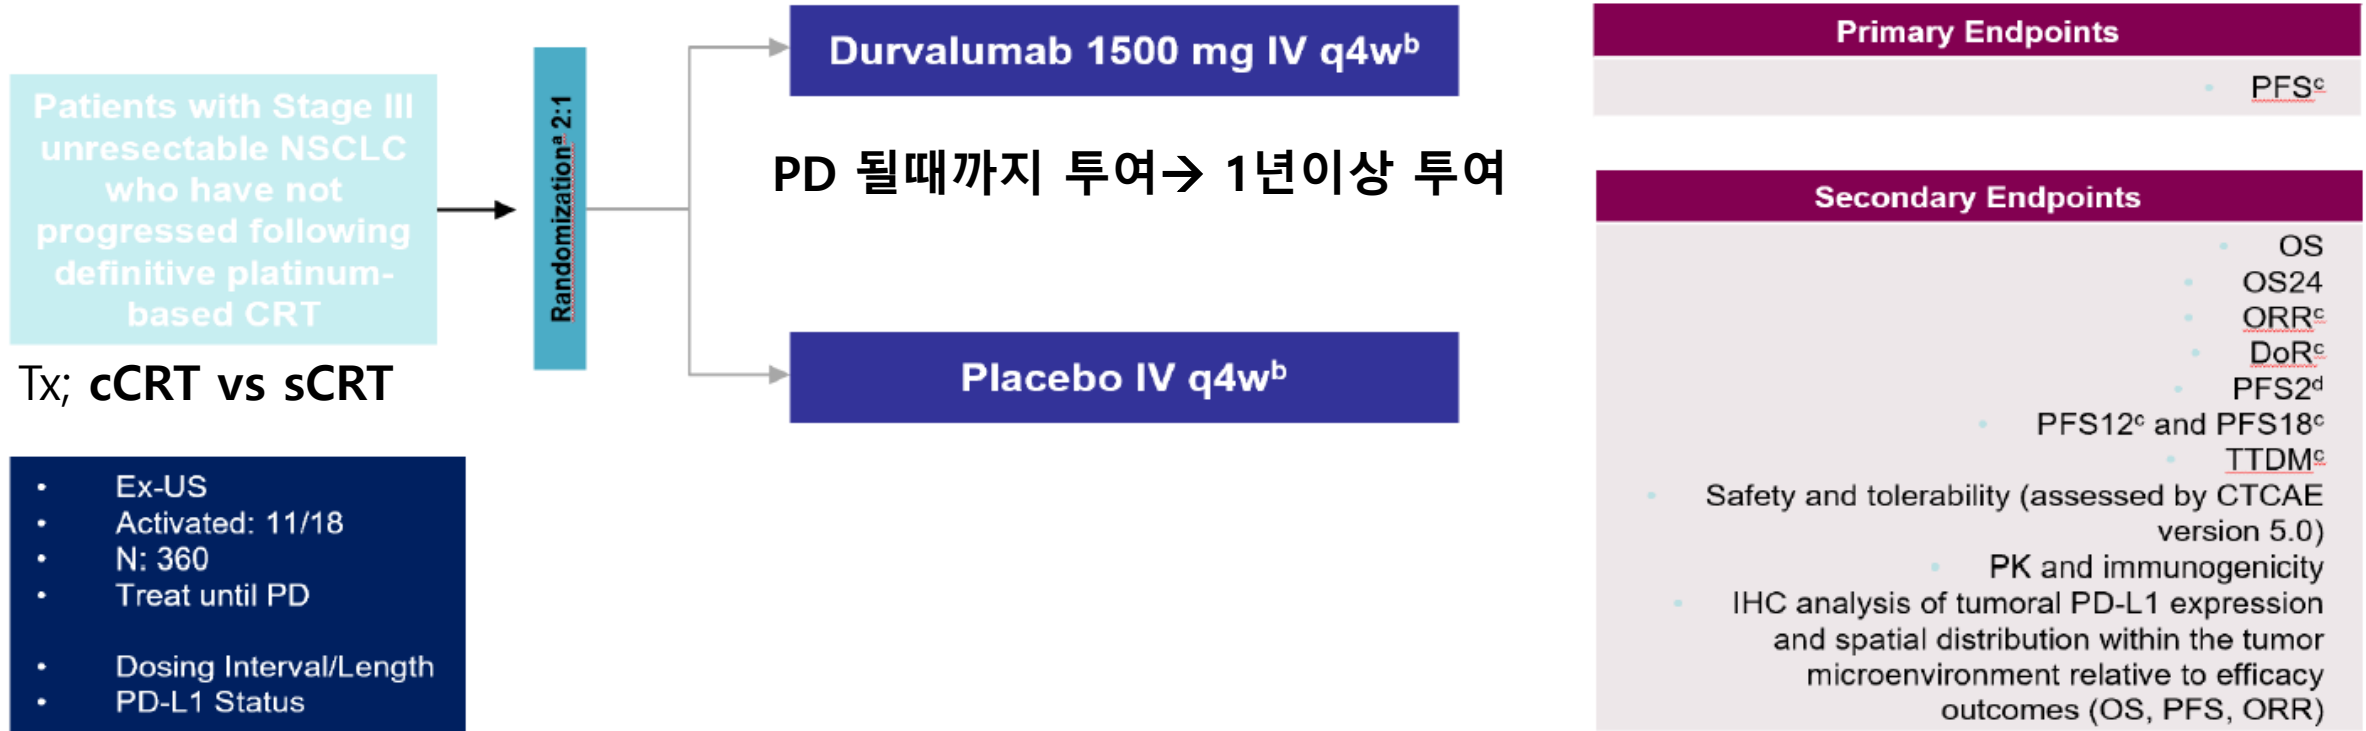 Patients with Stage III
unresectable NSCLC
who have not
progressed following
definitive platinum-
based CRT
Tx; cCRT vs sCRT
• Ex-US
• Activated: 11/18
• N: 360
• Treat until PD
• Dosing Interval/Length
• PD-L1 Status
Randomizationᵃ 2:1
Durvalumab 1500 mg IV q4wᵇ
PD 될때까지 투여→ 1년이상 투여
Placebo IV q4wᵇ
Primary Endpoints
• PFSᶜ
Secondary Endpoints
• OS
• OS24
• ORRᶜ
• DoRᶜ
• PFS2ᵈ
• PFS12ᶜ and PFS18ᶜ
• TTDMᶜ
• Safety and tolerability (assessed by CTCAE
version 5.0)
• PK and immunogenicity
• IHC analysis of tumoral PD-L1 expression
and spatial distribution within the tumor
microenvironment relative to efficacy
outcomes (OS, PFS, ORR)